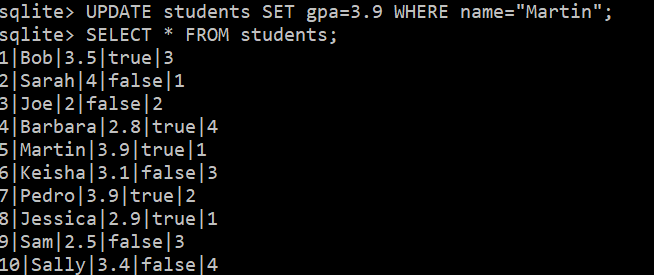 sqlite> UPDATE students SET gpa=3.9 WHERE name="Martin";
sqlite> SELECT * FROM students;
1|Bob|3.5|true|3
2|Sarah|4|false|1
3|Joe|2|false|2
4|Barbara|2.8|true|4
5|Martin|3.9|true|1
6|Keisha|3.1|false|3
7|Pedro|3.9|true|2
8|Jessica|2.9|true|1
9|Sam|2.5|false|3
10|Sally|3.4|false|4